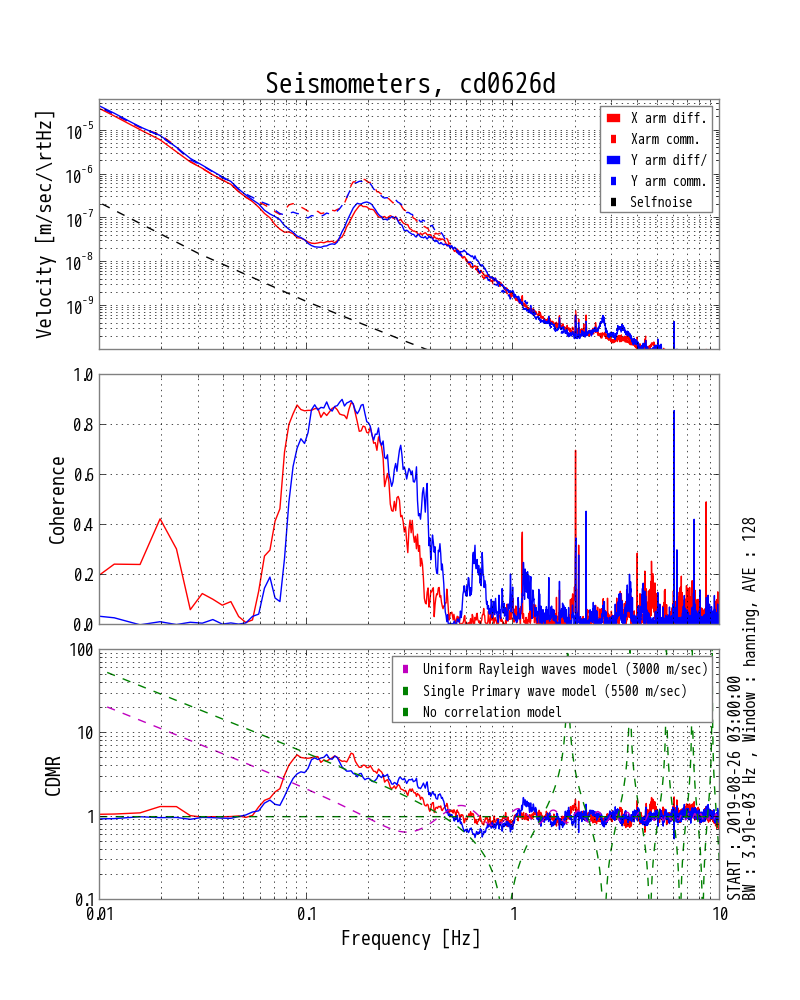 Seismometers, cd0626d
Velocity [m/sec/\rtHz]
10^-5
10^-6
10^-7
10^-8
10^-9
X arm diff.
Xarm comm.
Y arm diff/
Y arm comm.
Selfnoise
Coherence
1.0
0.8
0.6
0.4
0.2
0.0
CDMR
100
10
1
0.1
Uniform Rayleigh waves model (3000 m/sec)
Single Primary wave model (5500 m/sec)
No correlation model
0.01
0.1
1
10
Frequency [Hz]
START : 2019-08-26 03:00:00
BW : 3.91e-03 Hz , Window : hanning, AVE : 128